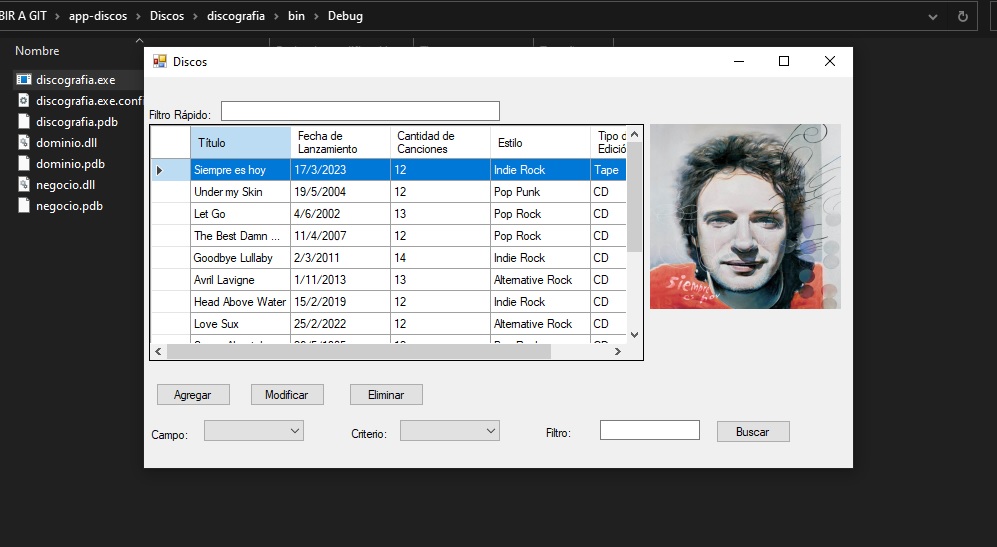 BIR A GIT > app-discos > Discos > discografia > bin > Debug
Nombre
discografia.exe
discografia.exe.confi
discografia.pdb
dominio.dll
dominio.pdb
negocio.dll
negocio.pdb
Discos
Filtro Rápido:
Título Fecha de Lanzamiento Cantidad de Canciones Estilo Tipo d Edició
Siempre es hoy 17/3/2023 12 Indie Rock Tape
Under my Skin 19/5/2004 12 Pop Punk CD
Let Go 4/6/2002 13 Pop Rock CD
The Best Damn ... 11/4/2007 12 Pop Rock CD
Goodbye Lullaby 2/3/2011 14 Indie Rock CD
Avril Lavigne 1/11/2013 13 Alternative Rock CD
Head Above Water 15/2/2019 12 Indie Rock CD
Love Sux 25/2/2022 12 Alternative Rock CD
siempre
es hoy
Agregar Modificar Eliminar
Campo: Criterio: Filtro: Buscar